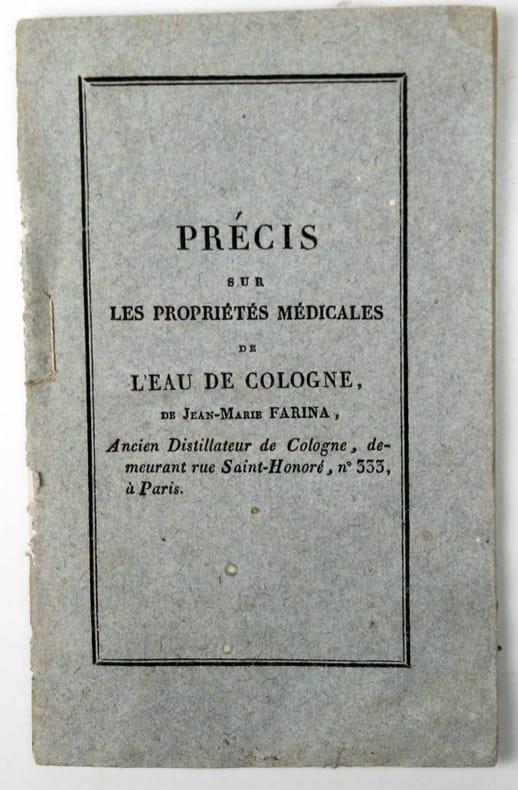 PRÉCIS
SUR
LES PROPRIÉTÉS MÉDICALES
DE
L'EAU DE COLOGNE,
DE JEAN-MARIE FARINA,
Ancien Distillateur de Cologne, de-
meurant rue Saint-Honoré, n° 333,
à Paris.